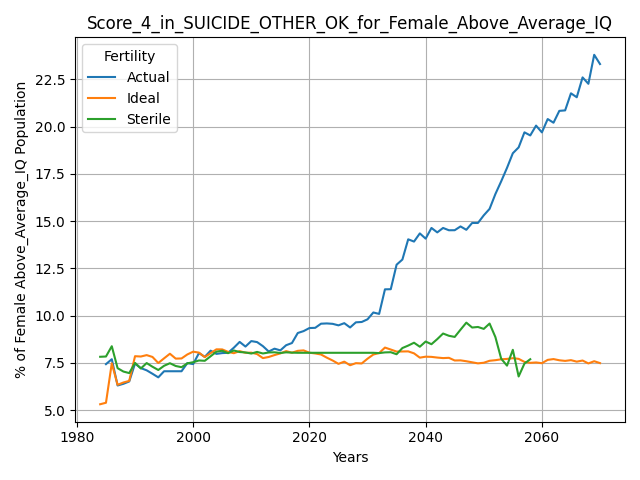 Score_4_in_SUICIDE_OTHER_OK_for_Female_Above_Average_IQ
Fertility
Actual
Ideal
Sterile
% of Female Above_Average_IQ Population
22.5
20.0
17.5
15.0
12.5
10.0
7.5
5.0
1980 2000 2020 2040 2060
Years